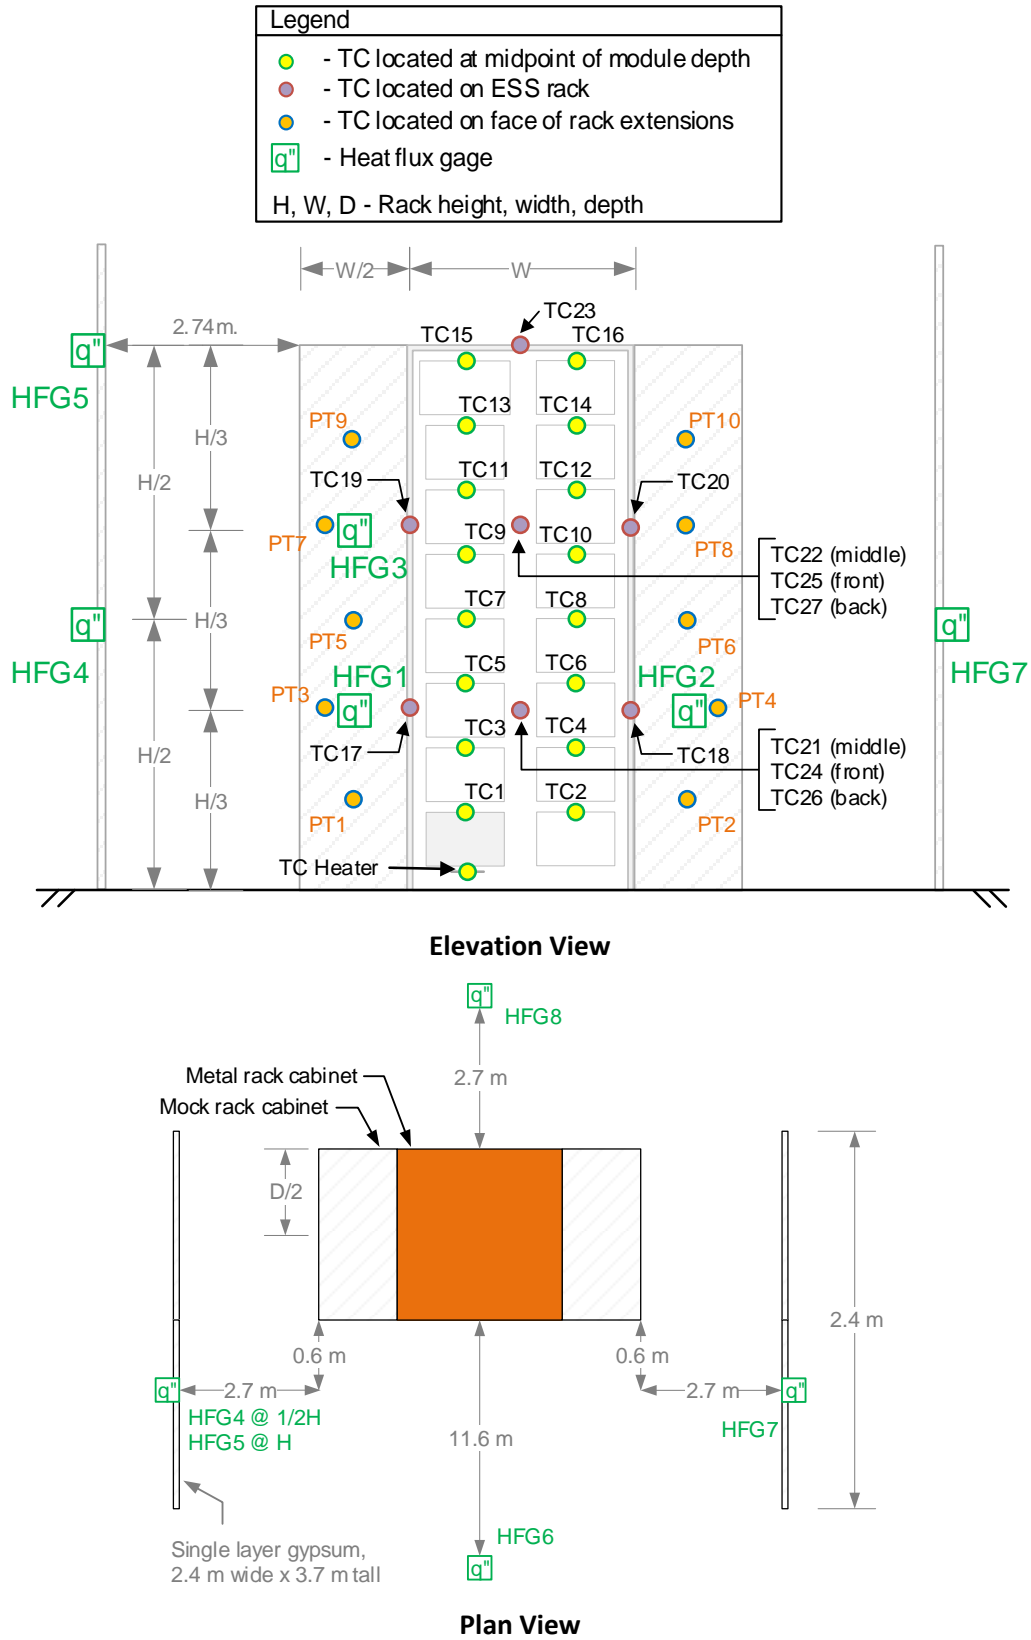 Legend
- TC located at midpoint of module depth
- TC located on ESS rack
- TC located on face of rack extensions
q" - Heat flux gage
H, W, D - Rack height, width, depth
W/2
W
TC23
2.74m.
TC15
TC16
q"
HFG5
TC13
TC14
PT9
PT10
H/3
H/2
TC11
TC12
TC19
TC20
TC9
TC10
PT7
q"
HFG3
PT8
TC22 (middle)
TC25 (front)
TC27 (back)
TC7
TC8
q"
HFG4
H/3
PT5
PT6
q"
HFG7
TC5
TC6
HFG1
HFG2
PT3
q"
q"
PT4
TC3
TC4
TC17
TC18
TC21 (middle)
TC24 (front)
TC26 (back)
H/2
H/3
TC1
TC2
PT1
PT2
TC Heater
Elevation View
q"
HFG8
2.7 m
Metal rack cabinet
Mock rack cabinet
D/2
2.4 m
0.6 m
0.6 m
q"
2.7 m
2.7 m
q"
HFG4 @ 1/2H
HFG5 @ H
HFG7
11.6 m
HFG6
q"
Single layer gypsum,
2.4 m wide x 3.7 m tall
Plan View